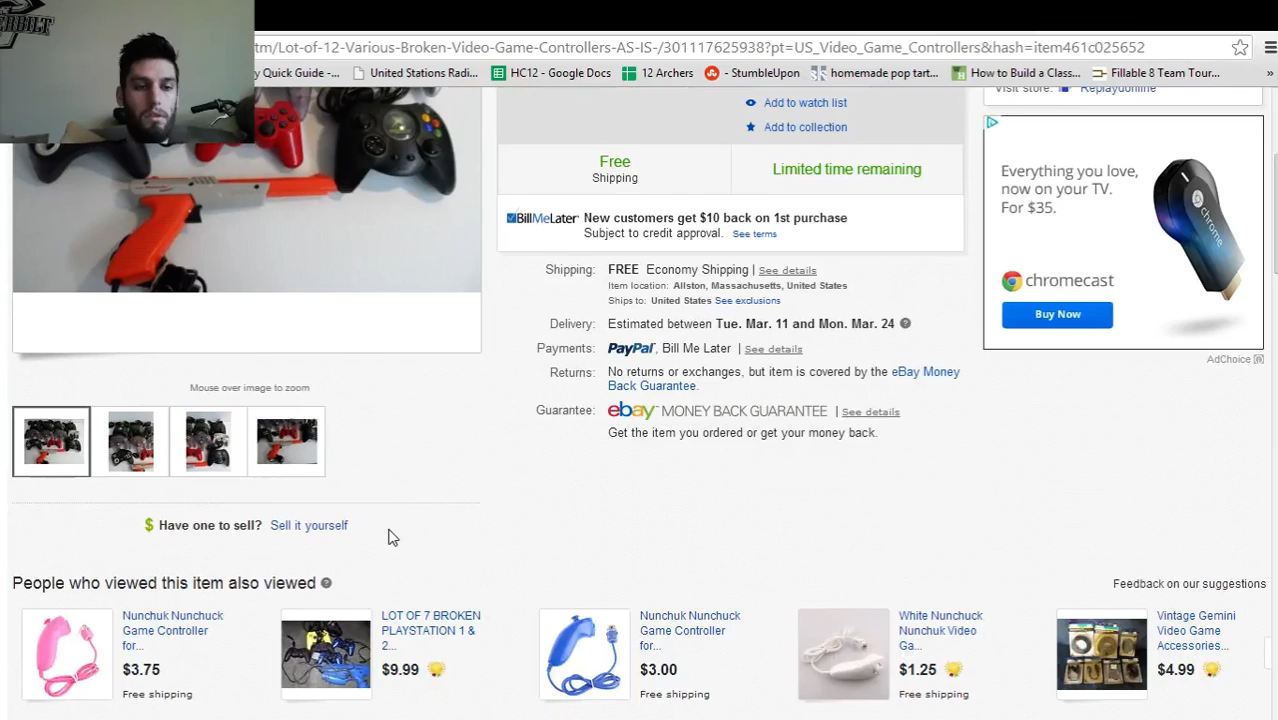 ERBILT
tm/Lot-of-12-Various-Broken-Video-Game-Controllers-AS-IS-/301117625938?pt=US_Video_Game_Controllers&hash=item461c025652
y Quick Guide -...
United Stations Radi...
HC12 - Google Docs
12 Archers
- StumbleUpon
homemade pop tart...
How to Build a Class...
Fillable 8 Team Tour...
»
Add to watch list
Visit store: Replaydonline
Add to collection
Free
Shipping
Limited time remaining
BillMeLater
New customers get $10 back on 1st purchase
Subject to credit approval. See terms
Everything you love,
now on your TV.
For $35.
chrome
chromecast
Buy Now
AdChoice
Shipping: FREE Economy Shipping | See details
Item location: Allston, Massachusetts, United States
Ships to: United States See exclusions
Delivery: Estimated between Tue. Mar. 11 and Mon. Mar. 24
Payments: PayPal, Bill Me Later | See details
Returns: No returns or exchanges, but item is covered by the eBay Money
Back Guarantee.
Guarantee: ebay MONEY BACK GUARANTEE | See details
Get the item you ordered or get your money back.
Mouse over image to zoom
$ Have one to sell? Sell it yourself
People who viewed this item also viewed
Feedback on our suggestions
Nunchuk Nunchuck
Game Controller
for...
$3.75
Free shipping
LOT OF 7 BROKEN
PLAYSTATION 1 &
2...
$9.99
Nunchuk Nunchuck
Game Controller
for...
$3.00
Free shipping
White Nunchuck
Nunchuk Video
Ga...
$1.25
Free shipping
Vintage Gemini
Video Game
Accessories...
$4.99